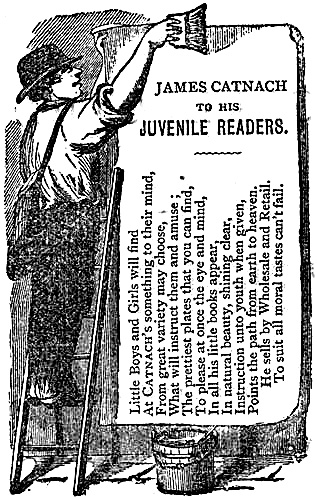 JAMES CATNACH
TO HIS
JUVENILE READERS.
Little Boys and Girls will find
At CATNACH'S something to their mind,
From great variety may choose,
What will instruct them and amuse;
The prettiest plates that you can find,
To please at once the eye and mind,
In all his little books appear,
In natural beauty, shining clear,
Instruction unto youth when given,
Points the path from earth to heaven.
He sells by Wholesale and Retail.
To suit all moral tastes can't fail.